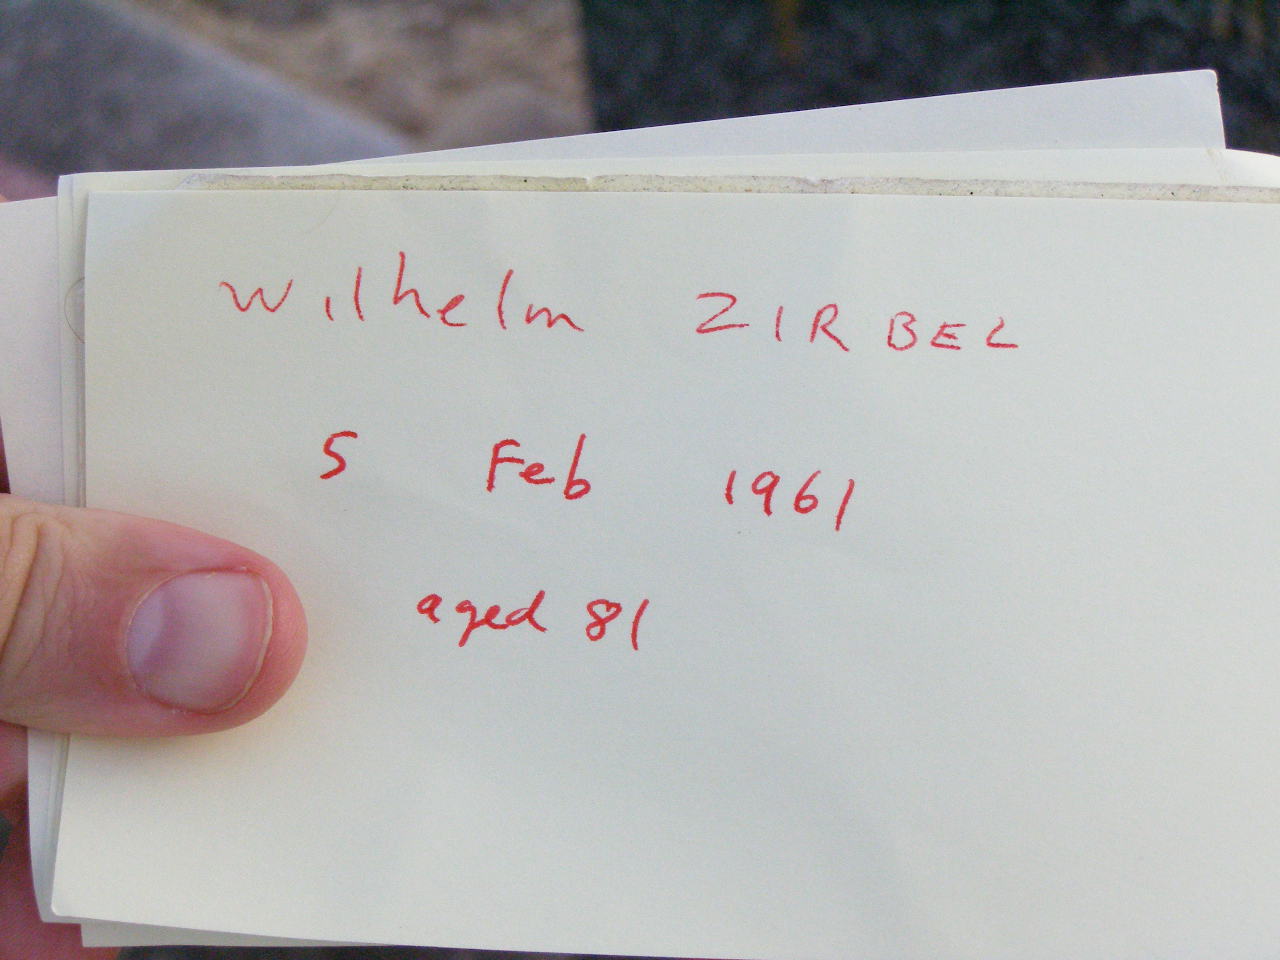 Wilhelm ZIRBEL
5 Feb 1961
aged 81